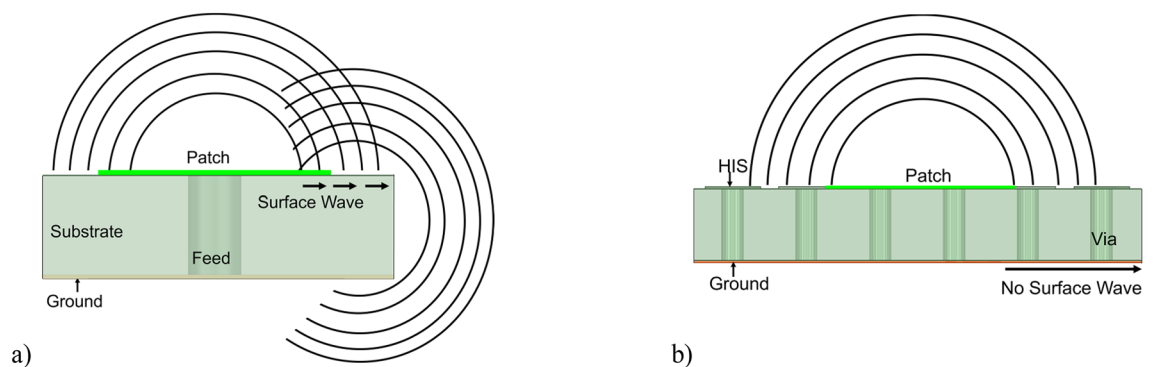 Patch
Surface Wave
Substrate
Feed
Ground
a)
HIS
Patch
Via
Ground
No Surface Wave
b)